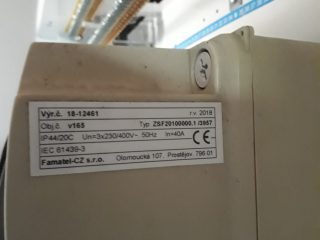 Výr.č. 18-12461 r.v. 2018
Obj.č. v165 Typ ZSF20100000.1 /3957
IP44/20C Un=3x230/400V~ 50Hz In=40A CE
IEC 61439-3
Famatel-CZ s.r.o. Olomoucká 107, Prostějov 796 01